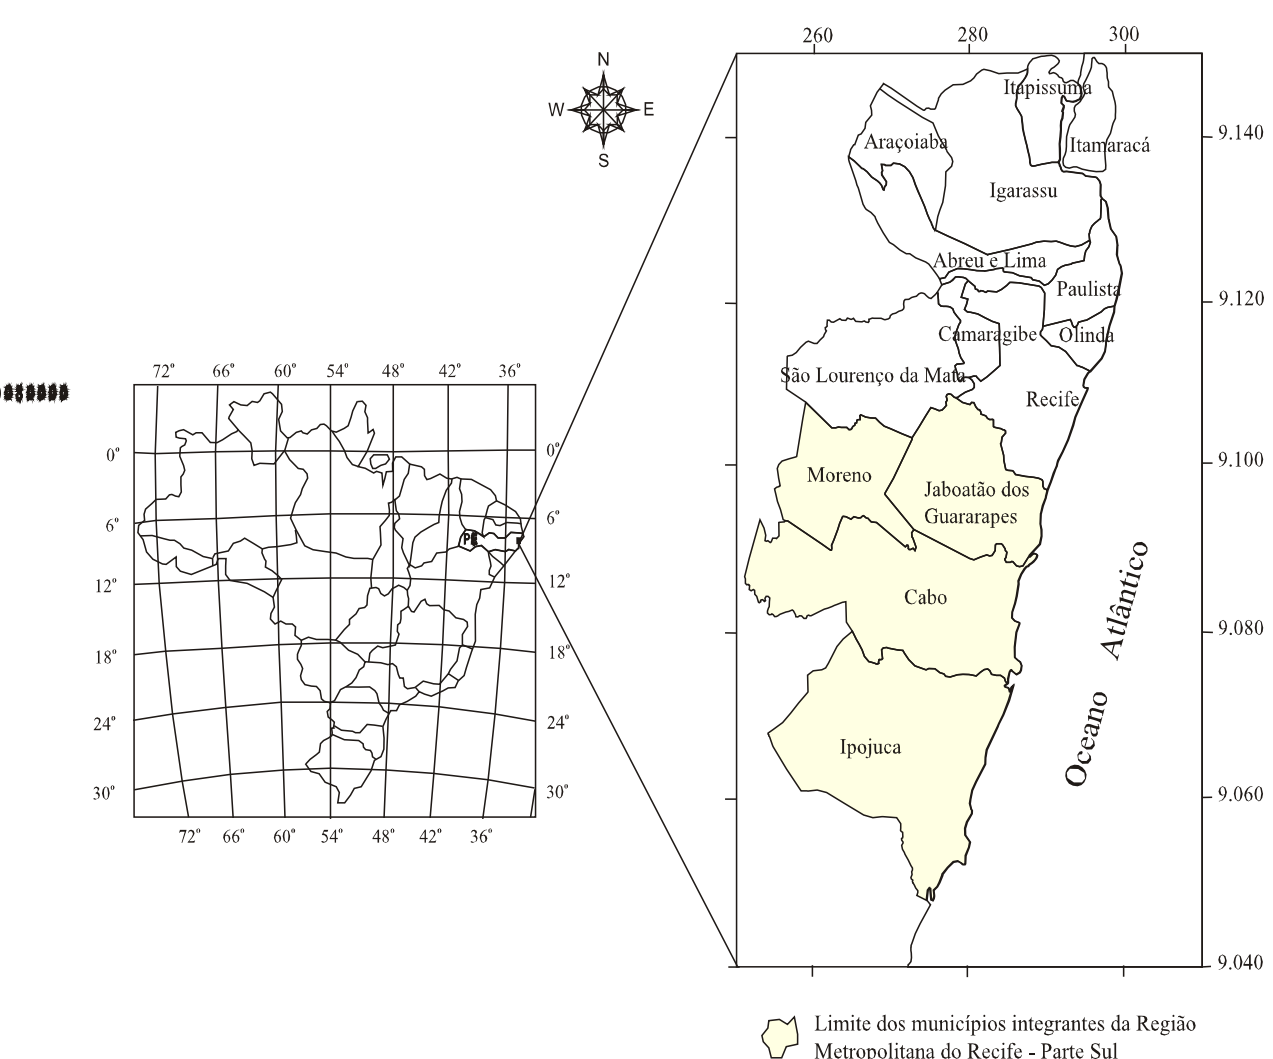 260 280 300
N
W E
S
Itapissuma
9.140
Araçoiaba
Itamaracá
Igarassu
Abreu e Lima
Paulista
9.120
Camaragibe
Olinda
São Lourenço da Mata
Recife
72° 66° 60° 54° 48° 42° 36°
0° 0°
6° 6°
PE
12° 12°
18° 18°
24° 24°
30° 30°
72° 66° 60° 54° 48° 42° 36°
9.100
Moreno
Jaboatão dos
Guararapes
Cabo
Oceano Atlântico
9.080
Ipojuca
9.060
9.040
Limite dos municípios integrantes da Região
Metropolitana do Recife - Parte Sul